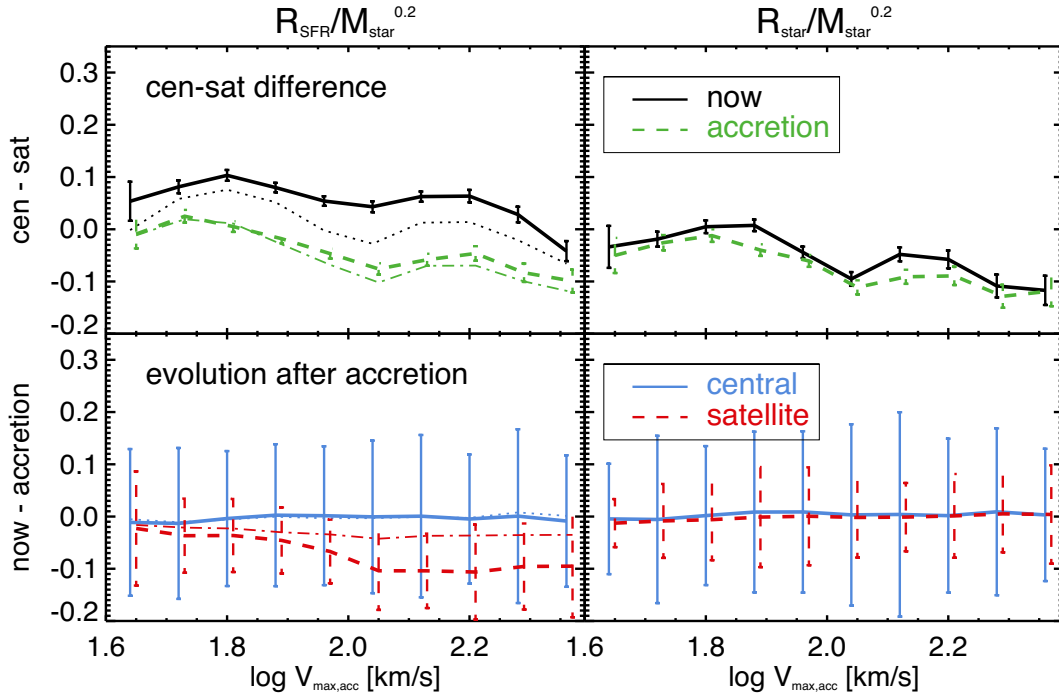 R_SFR/M_star^0.2 R_star/M_star^0.2
0.3
cen-sat difference
now
0.2
accretion
0.1
cen - sat
0.0
-0.1
-0.2
0.3
evolution after accretion
central
0.2
satellite
0.1
now - accretion
0.0
-0.1
-0.2
1.6 1.8 2.0 2.2 1.6 1.8 2.0 2.2
log V_max,acc [km/s] log V_max,acc [km/s]